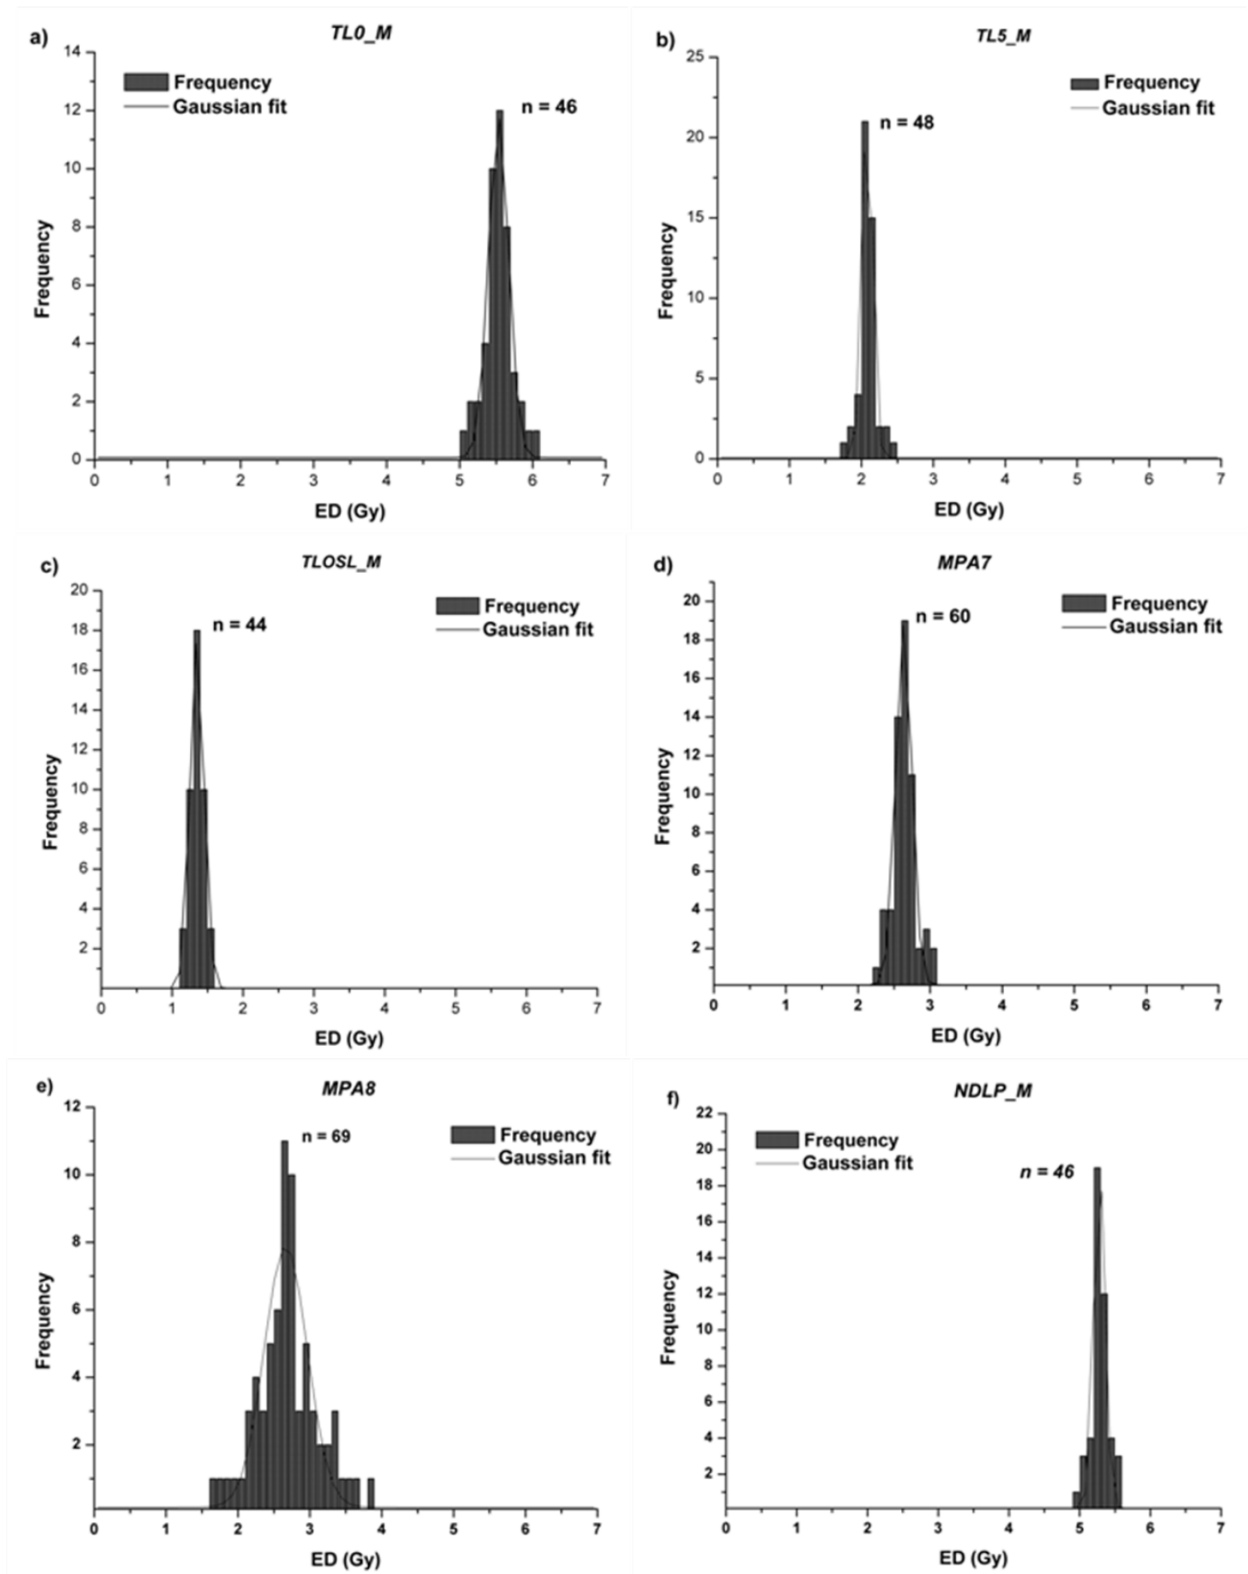 a)
TL0_M
14
12
10
8
6
4
2
0
Frequency
Gaussian fit
n = 46
Frequency
0 1 2 3 4 5 6 7
ED (Gy)
b)
TL5_M
25
20
15
10
5
0
Frequency
Gaussian fit
n = 48
Frequency
0 1 2 3 4 5 6 7
ED (Gy)
c)
TLOSL_M
20
18
16
14
12
10
8
6
4
2
Frequency
Gaussian fit
n = 44
Frequency
0 1 2 3 4 5 6 7
ED (Gy)
d)
MPA7
20
18
16
14
12
10
8
6
4
2
Frequency
Gaussian fit
n = 60
Frequency
0 1 2 3 4 5 6 7
ED (Gy)
e)
MPA8
12
10
8
6
4
2
Frequency
Gaussian fit
n = 69
Frequency
0 1 2 3 4 5 6 7
ED (Gy)
f)
NDLP_M
22
20
18
16
14
12
10
8
6
4
2
Frequency
Gaussian fit
n = 46
Frequency
0 1 2 3 4 5 6 7
ED (Gy)